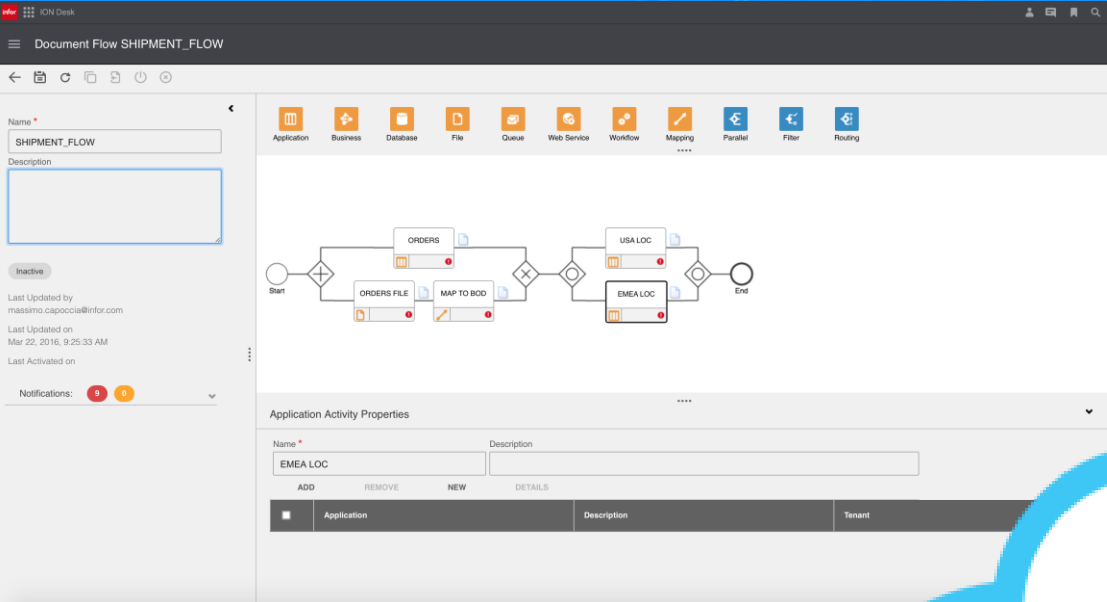 infor ION Desk
Document Flow SHIPMENT_FLOW
Name *
SHIPMENT_FLOW
Description
Inactive
Last Updated by
massimo.capoccia@infor.com
Last Updated on
Mar 22, 2016, 9:25:33 AM
Last Activated on
Notifications: 9 0
Application Business Database File Queue Web Service Workflow Mapping Parallel Filter Routing
ORDERS USA LOC
Start ORDERS FILE MAP TO BOD EMEA LOC End
Application Activity Properties
Name * Description
EMEA LOC
ADD REMOVE NEW DETAILS
Application Description Tenant